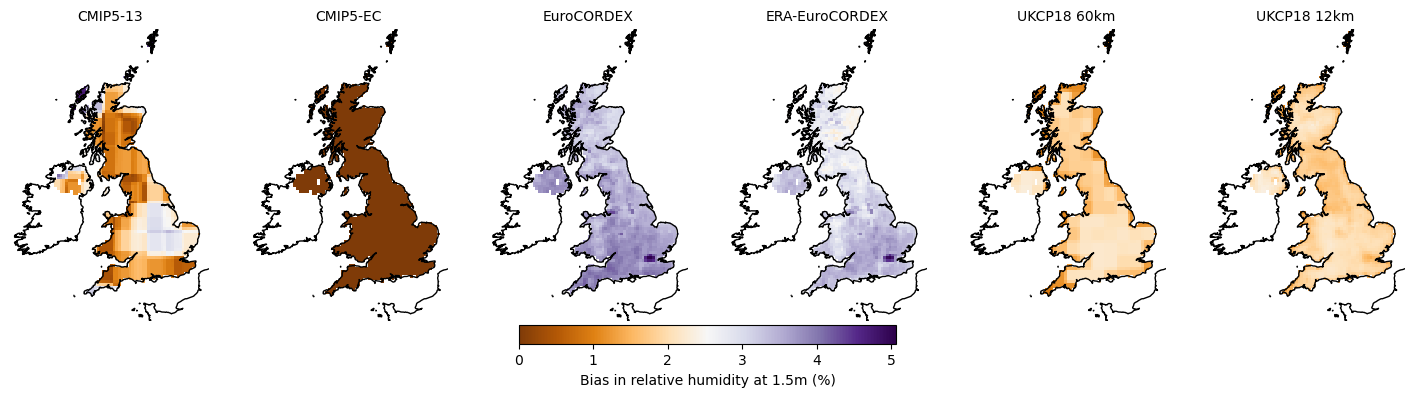 CMIP5-13 CMIP5-EC EuroCORDEX ERA-EuroCORDEX UKCP18 60km UKCP18 12km
0 1 2 3 4 5
Bias in relative humidity at 1.5m (%)